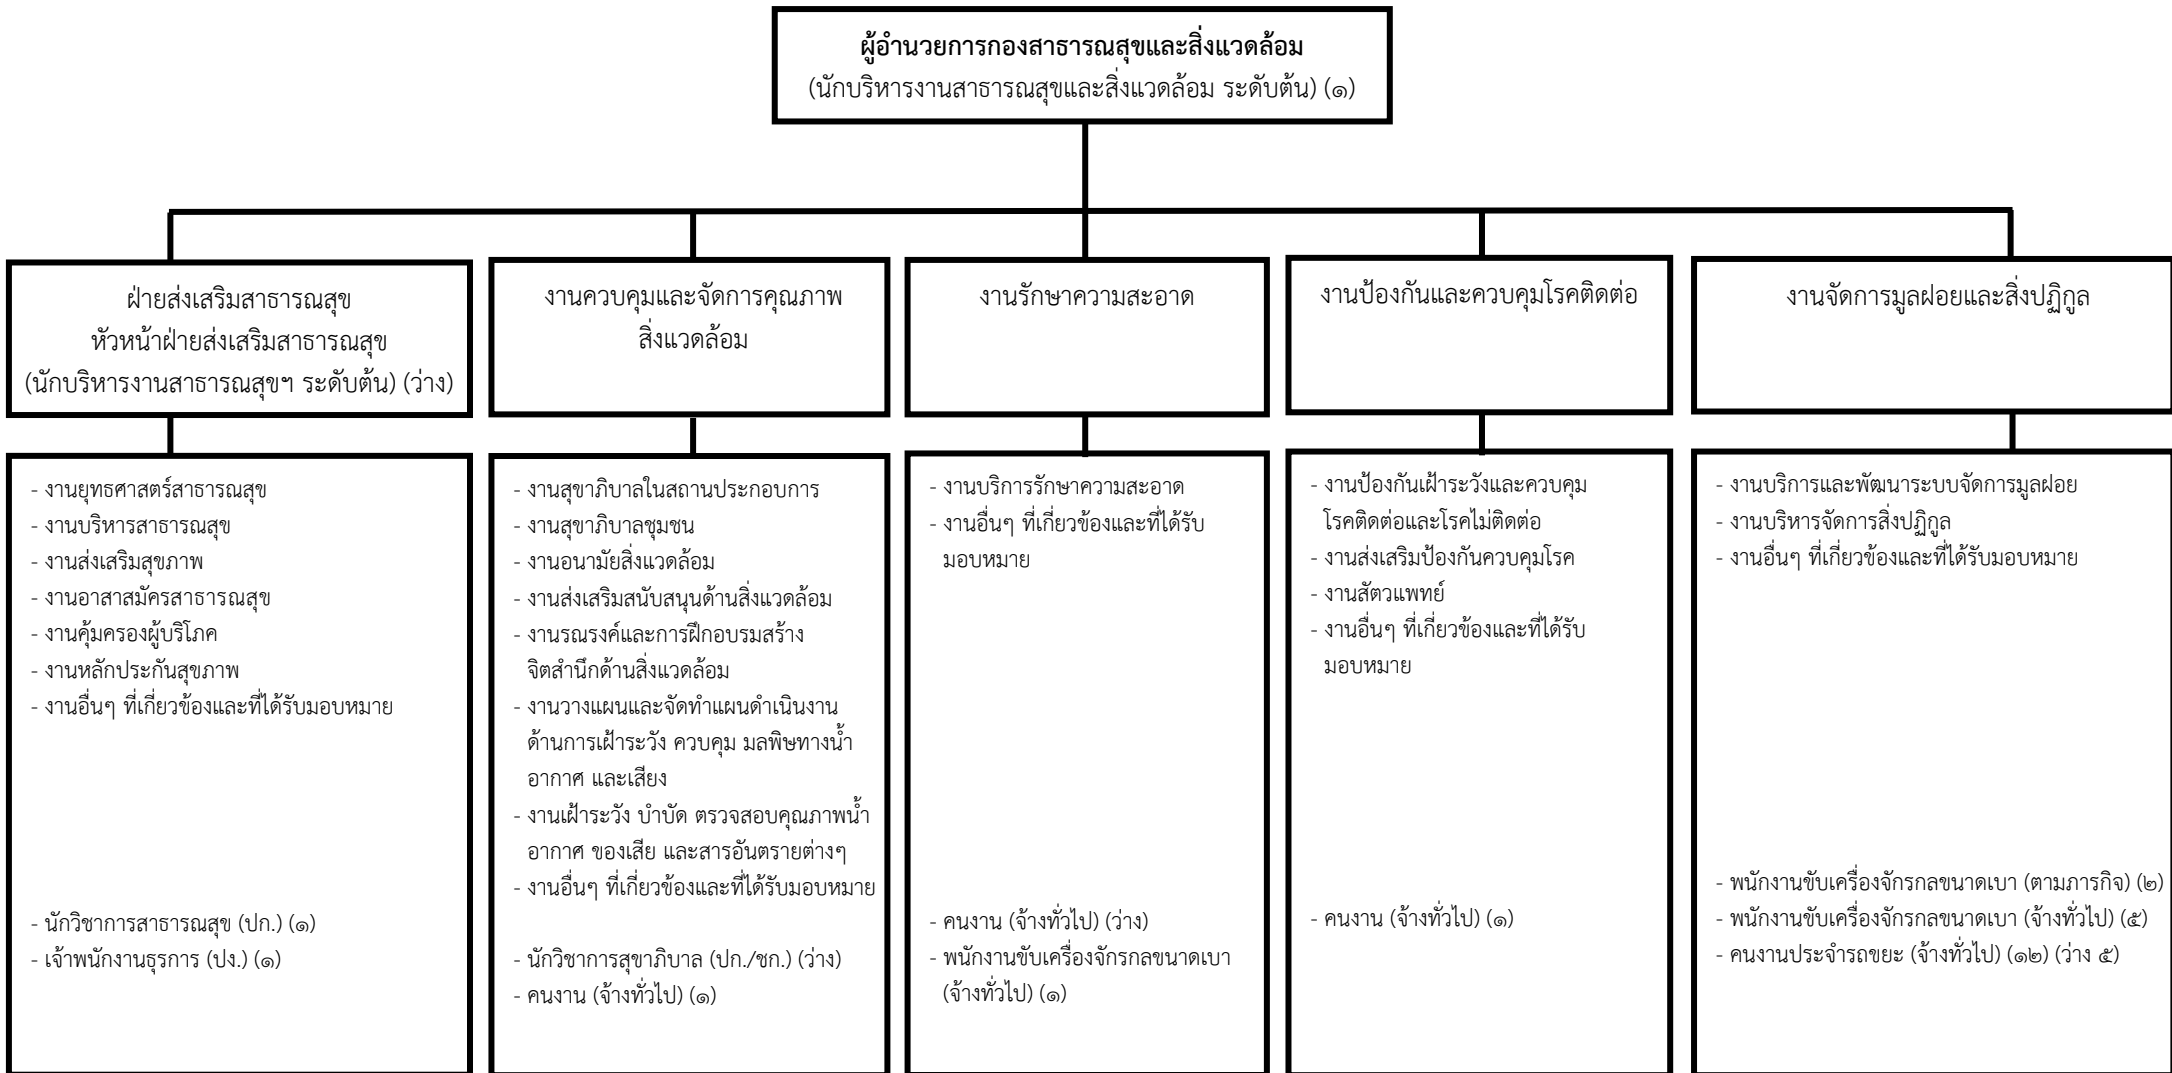 ผู้อำนวยการกองสาธารณสุขและสิ่งแวดล้อม
(นักบริหารงานสาธารณสุขและสิ่งแวดล้อม ระดับต้น) (๑)
ฝ่ายส่งเสริมสาธารณสุข
หัวหน้าฝ่ายส่งเสริมสาธารณสุข
(นักบริหารงานสาธารณสุขฯ ระดับต้น) (ว่าง)
งานควบคุมและจัดการคุณภาพ
สิ่งแวดล้อม
งานรักษาความสะอาด
งานป้องกันและควบคุมโรคติดต่อ
งานจัดการมูลฝอยและสิ่งปฏิกูล
- งานยุทธศาสตร์สาธารณสุข
- งานบริหารสาธารณสุข
- งานส่งเสริมสุขภาพ
- งานอาสาสมัครสาธารณสุข
- งานคุ้มครองผู้บริโภค
- งานหลักประกันสุขภาพ
- งานอื่นๆ ที่เกี่ยวข้องและที่ได้รับมอบหมาย
- นักวิชาการสาธารณสุข (ปก.) (๑)
- เจ้าพนักงานธุรการ (ปง.) (๑)
- งานสุขาภิบาลในสถานประกอบการ
- งานสุขาภิบาลชุมชน
- งานอนามัยสิ่งแวดล้อม
- งานส่งเสริมสนับสนุนด้านสิ่งแวดล้อม
- งานรณรงค์และการฝึกอบรมสร้าง
จิตสำนึกด้านสิ่งแวดล้อม
- งานวางแผนและจัดทำแผนดำเนินงาน
ด้านการเฝ้าระวัง ควบคุม มลพิษทางน้ำ
อากาศ และเสียง
- งานเฝ้าระวัง บำบัด ตรวจสอบคุณภาพน้ำ
อากาศ ของเสีย และสารอันตรายต่างๆ
- งานอื่นๆ ที่เกี่ยวข้องและที่ได้รับมอบหมาย
- นักวิชาการสุขาภิบาล (ปก./ชก.) (ว่าง)
- คนงาน (จ้างทั่วไป) (๑)
- งานบริการรักษาความสะอาด
- งานอื่นๆ ที่เกี่ยวข้องและที่ได้รับ
มอบหมาย
- คนงาน (จ้างทั่วไป) (ว่าง)
- พนักงานขับเครื่องจักรกลขนาดเบา
(จ้างทั่วไป) (๑)
- งานป้องกันเฝ้าระวังและควบคุม
โรคติดต่อและโรคไม่ติดต่อ
- งานส่งเสริมป้องกันควบคุมโรค
- งานสัตวแพทย์
- งานอื่นๆ ที่เกี่ยวข้องและที่ได้รับ
มอบหมาย
- คนงาน (จ้างทั่วไป) (๑)
- งานบริการและพัฒนาระบบจัดการมูลฝอย
- งานบริหารจัดการสิ่งปฏิกูล
- งานอื่นๆ ที่เกี่ยวข้องและที่ได้รับมอบหมาย
- พนักงานขับเครื่องจักรกลขนาดเบา (ตามภารกิจ) (๒)
- พนักงานขับเครื่องจักรกลขนาดเบา (จ้างทั่วไป) (๕)
- คนงานประจำรถขยะ (จ้างทั่วไป) (๑๒) (ว่าง ๕)